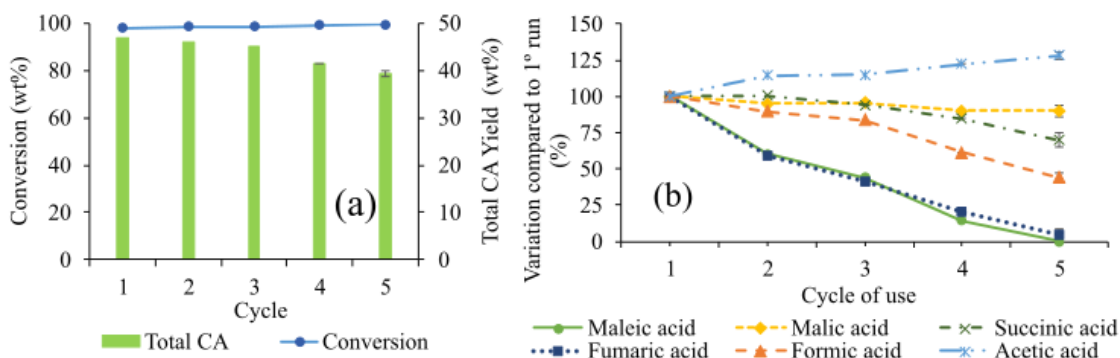 100
80
60
40
20
0
Conversion (wt%)
50
40
30
20
10
0
Total CA Yield (wt%)
(a)
1 2 3 4 5
Cycle
Total CA Conversion
150
125
100
75
50
25
0
Variation compared to 1º run
(%)
(b)
1 2 3 4 5
Cycle of use
Maleic acid Malic acid Succinic acid
Fumaric acid Formic acid Acetic acid